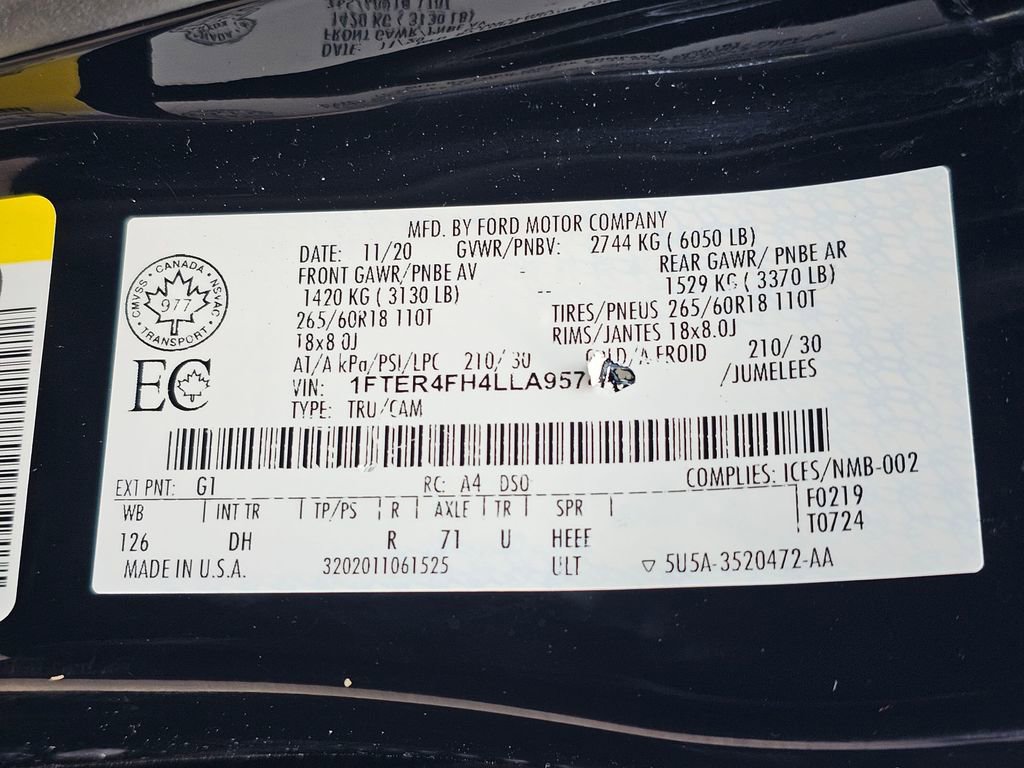 MFD. BY FORD MOTOR COMPANY
DATE: 11/20 GVWR/PNBV: 2744 KG ( 6050 LB)
FRONT GAWR/PNBE AV REAR GAWR/ PNBE AR
1420 KG ( 3130 LB) -- 1529 KG ( 3370 LB)
265/60R18 110T TIRES/PNEUS 265/60R18 110T
18x8.0J RIMS/JANTES 18x8.0J
AT/A kPa/PSI/LPC 210/ 30 COLD/A FROID 210/ 30
VIN: 1FTER4FH4LLA957 /JUMELEES
TYPE: TRU/CAM
CMVSS · CANADA · NSVAC · TRANSPORT
977
EC
EXT PNT: G1 RC: A4 DSO COMPLIES: ICES/NMB-002
WB | INT TR | TP/PS | R | AXLE | TR | SPR | F0219
T0724
126 DH R 71 U
MADE IN U.S.A. 3202011061525 ▽ 5U5A-3520472-AA